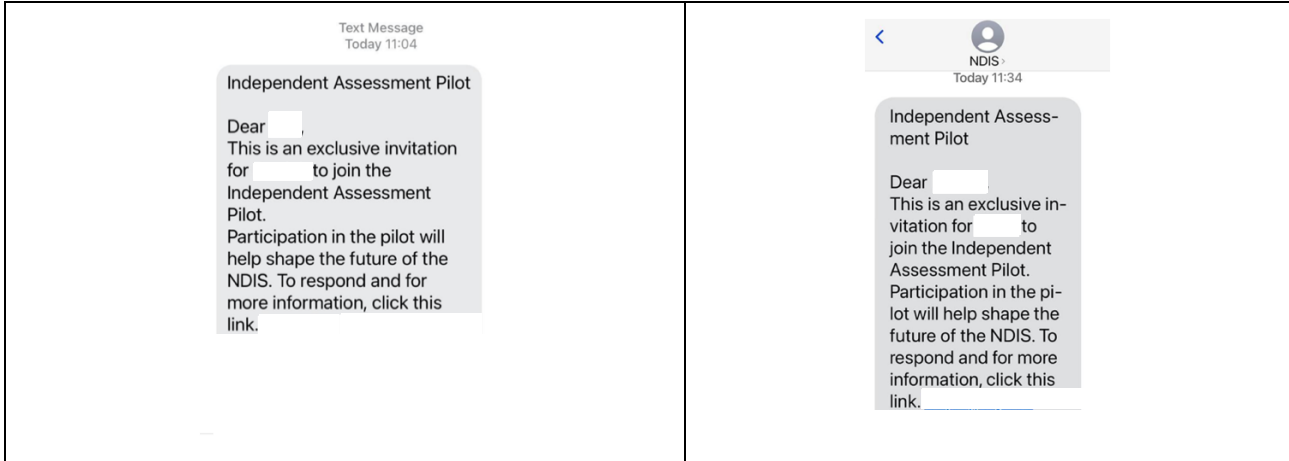 Text Message
Today 11:04
Independent Assessment Pilot
Dear ,
This is an exclusive invitation
for to join the
Independent Assessment
Pilot.
Participation in the pilot will
help shape the future of the
NDIS. To respond and for
more information, click this
link.
NDIS
Today 11:34
Independent Assess-
ment Pilot
Dear
This is an exclusive in-
vitation for to
join the Independent
Assessment Pilot.
Participation in the pi-
lot will help shape the
future of the NDIS. To
respond and for more
information, click this
link.